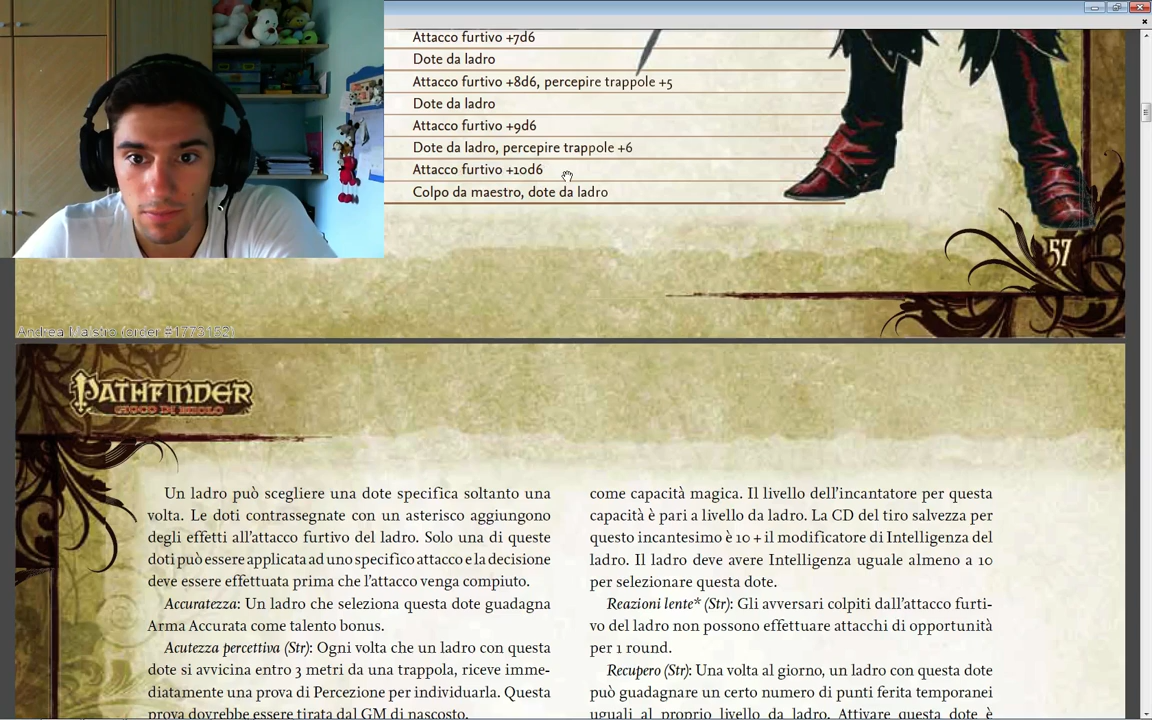 Attacco furtivo +7d6
Dote da ladro
Attacco furtivo +8d6, percepire trappole +5
Dote da ladro
Attacco furtivo +9d6
Dote da ladro, percepire trappole +6
Attacco furtivo +10d6
Colpo da maestro, dote da ladro
57
Andrea Maistro (order #1773152)
PATHFINDER
GIOCO DI RUOLO
Un ladro può scegliere una dote specifica soltanto una
volta. Le doti contrassegnate con un asterisco aggiungono
degli effetti all'attacco furtivo del ladro. Solo una di queste
doti può essere applicata ad uno specifico attacco e la decisione
deve essere effettuata prima che l'attacco venga compiuto.
Accuratezza: Un ladro che seleziona questa dote guadagna
Arma Accurata come talento bonus.
Acutezza percettiva (Str): Ogni volta che un ladro con questa
dote si avvicina entro 3 metri da una trappola, riceve imme-
diatamente una prova di Percezione per individuarla. Questa
prova dovrebbe essere tirata dal GM di nascosto.
come capacità magica. Il livello dell'incantatore per questa
capacità è pari a livello da ladro. La CD del tiro salvezza per
questo incantesimo è 10 + il modificatore di Intelligenza del
ladro. Il ladro deve avere Intelligenza uguale almeno a 10
per selezionare questa dote.
Reazioni lente* (Str): Gli avversari colpiti dall'attacco furti-
vo del ladro non possono effettuare attacchi di opportunità
per 1 round.
Recupero (Str): Una volta al giorno, un ladro con questa dote
può guadagnare un certo numero di punti ferita temporanei
uguali al proprio livello da ladro. Attivare questa dote è